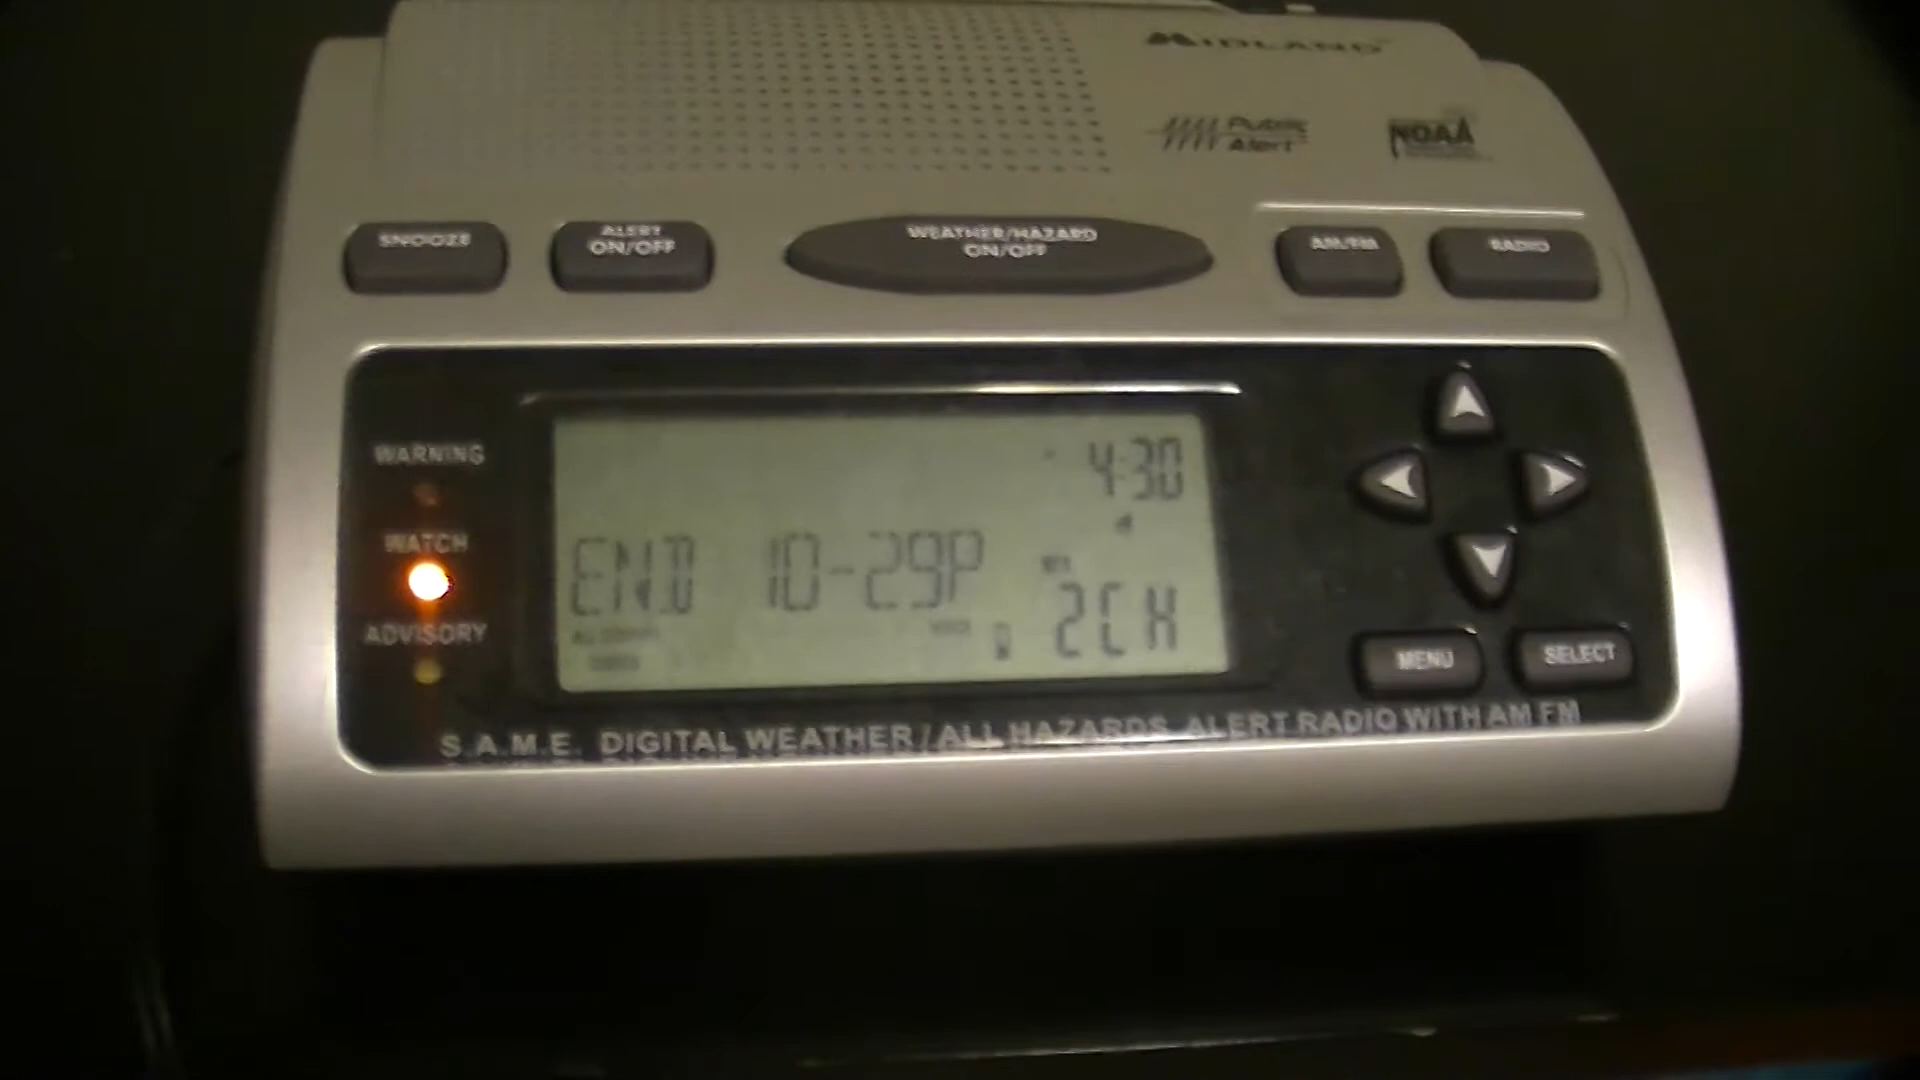 MIDLAND
Public
Alert
NOAA
SNOOZE
ALERT
ON/OFF
WEATHER/HAZARD
ON/OFF
AM/FM
RADIO
WARNING
4:30
WATCH
END 10-29P
2CH
ADVISORY
MENU
SELECT
S.A.M.E. DIGITAL WEATHER/ALL HAZARDS ALERT RADIO WITH AM FM